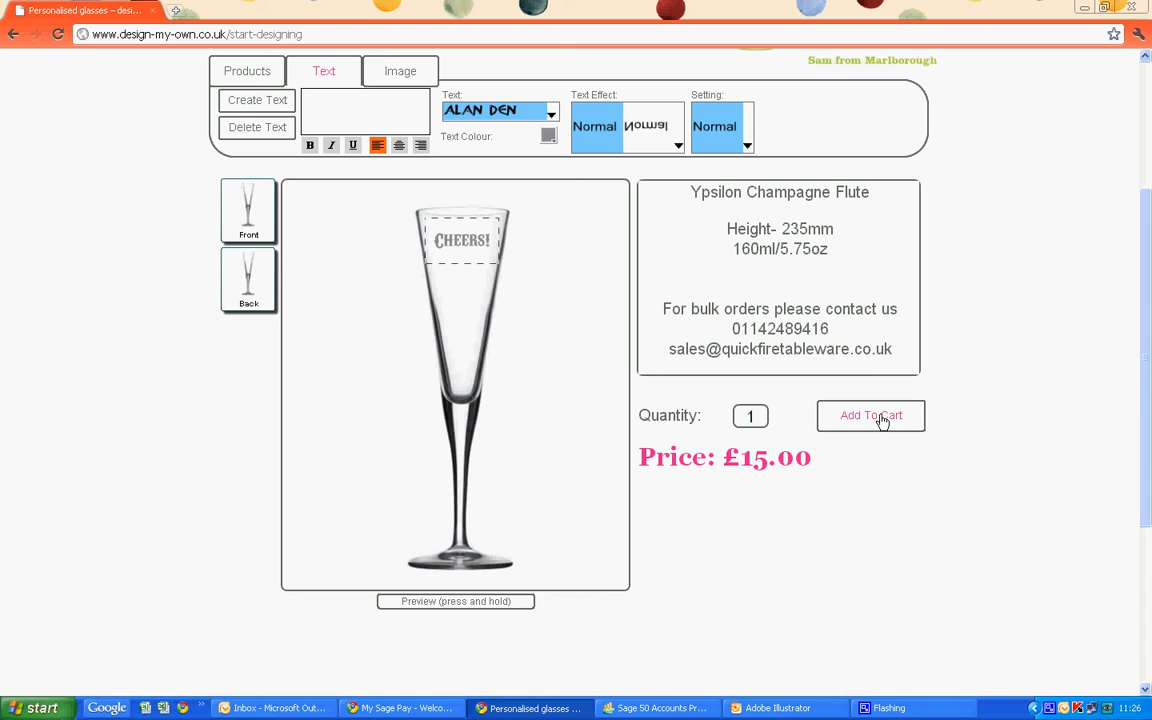 Personalised glasses – desi...
www.design-my-own.co.uk/start-designing
Sam from Marlborough
Products
Text
Image
Create Text
Delete Text
B I U
Text:
ALAN DEN
Text Colour:
Text Effect:
Normal Normal
Setting:
Normal
Front
Back
CHEERS!
Ypsilon Champagne Flute
Height- 235mm
160ml/5.75oz
For bulk orders please contact us
01142489416
sales@quickfiretableware.co.uk
Quantity: 1
Add To Cart
Price: £15.00
Preview (press and hold)
start
Google
Inbox - Microsoft Out...
My Sage Pay - Welco...
Personalised glasses ...
Sage 50 Accounts Pr...
Adobe Illustrator
Flashing
11:26